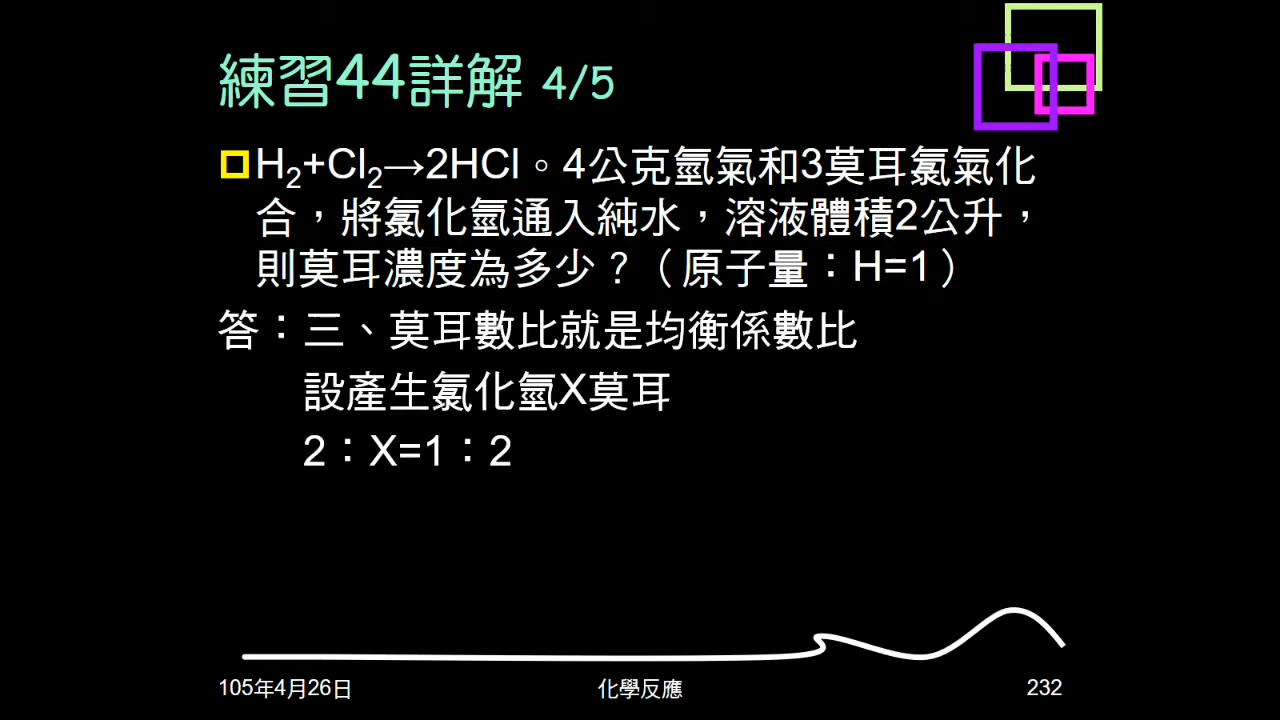 練習44詳解 4/5
H₂+Cl₂→2HCl。4公克氫氣和3莫耳氯氣化
合，將氯化氫通入純水，溶液體積2公升，
則莫耳濃度為多少？（原子量：H=1）
答：三、莫耳數比就是均衡係數比
設產生氯化氫X莫耳
2：X=1：2
105年4月26日
化學反應
232